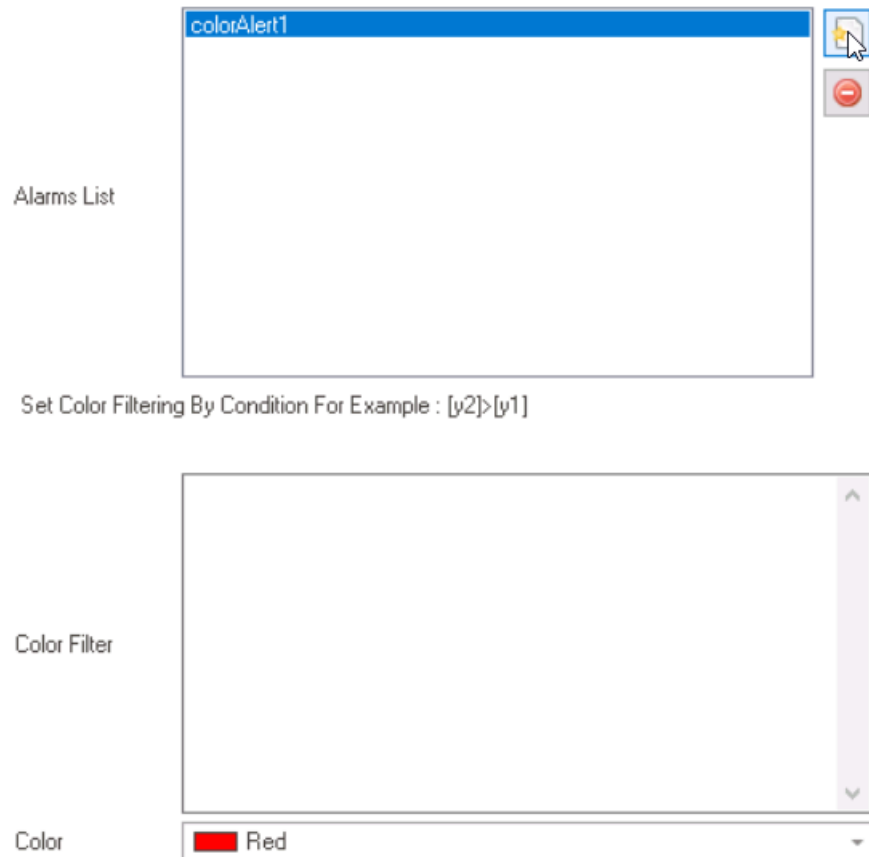 colorAlert1
Alarms List
Set Color Filtering By Condition For Example : [y2]>[y1]
Color Filter
Color
Red